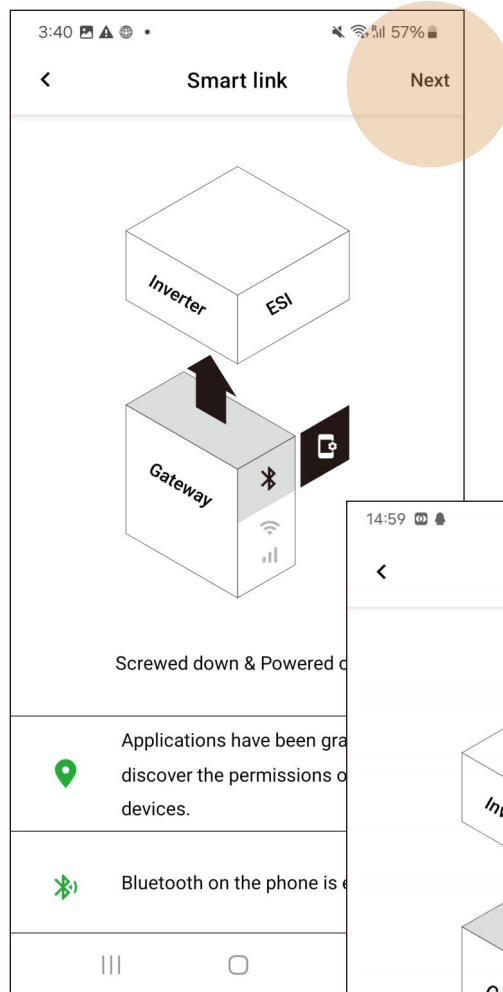 3:40 57%
Smart link Next
Inverter ESI
Gateway
Screwed down & Powered
Applications have been
discover the permissions
devices.
Bluetooth on the phone is
14:59